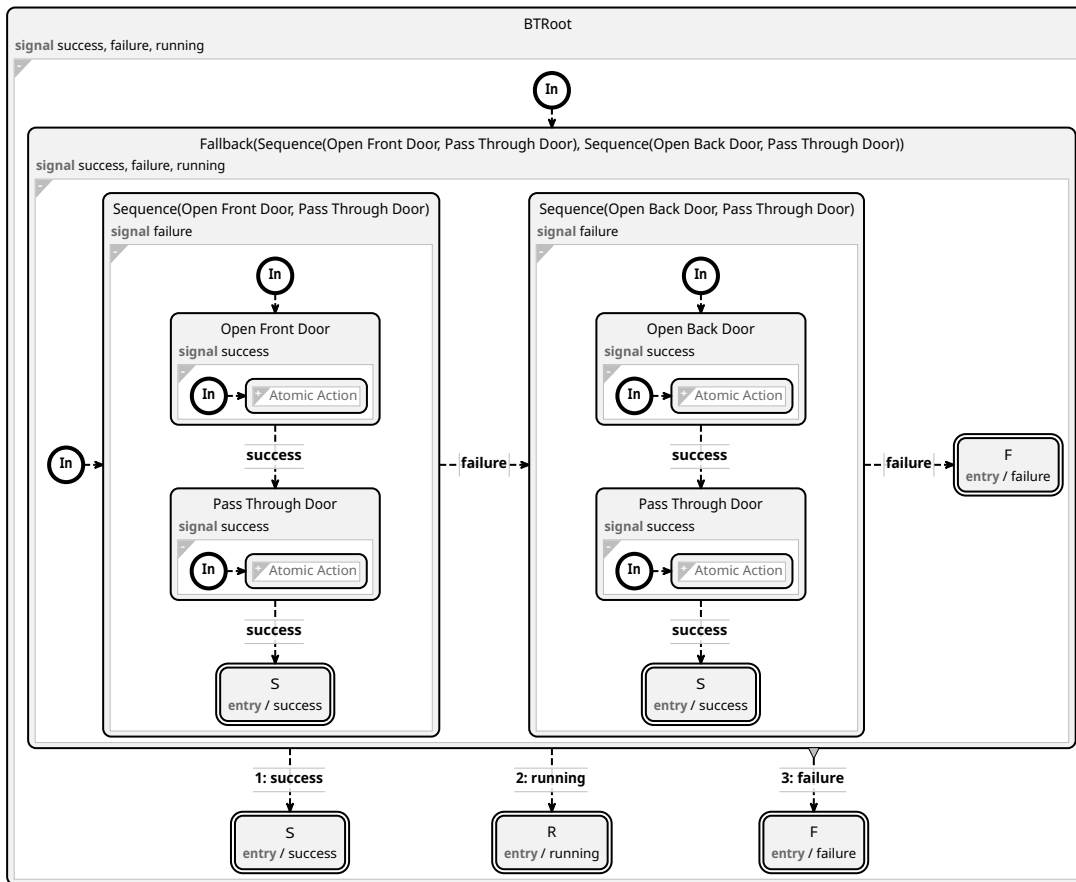 BTRoot
signal success, failure, running
-
In
Fallback(Sequence(Open Front Door, Pass Through Door), Sequence(Open Back Door, Pass Through Door))
signal success, failure, running
-
Sequence(Open Front Door, Pass Through Door)
signal failure
-
In
Open Front Door
signal success
-
In
+ Atomic Action
success
Pass Through Door
signal success
-
In
+ Atomic Action
success
S
entry / success
In
failure
Sequence(Open Back Door, Pass Through Door)
signal failure
-
In
Open Back Door
signal success
-
In
+ Atomic Action
success
Pass Through Door
signal success
-
In
+ Atomic Action
success
S
entry / success
failure
F
entry / failure
1: success
2: running
3: failure
S
entry / success
R
entry / running
F
entry / failure